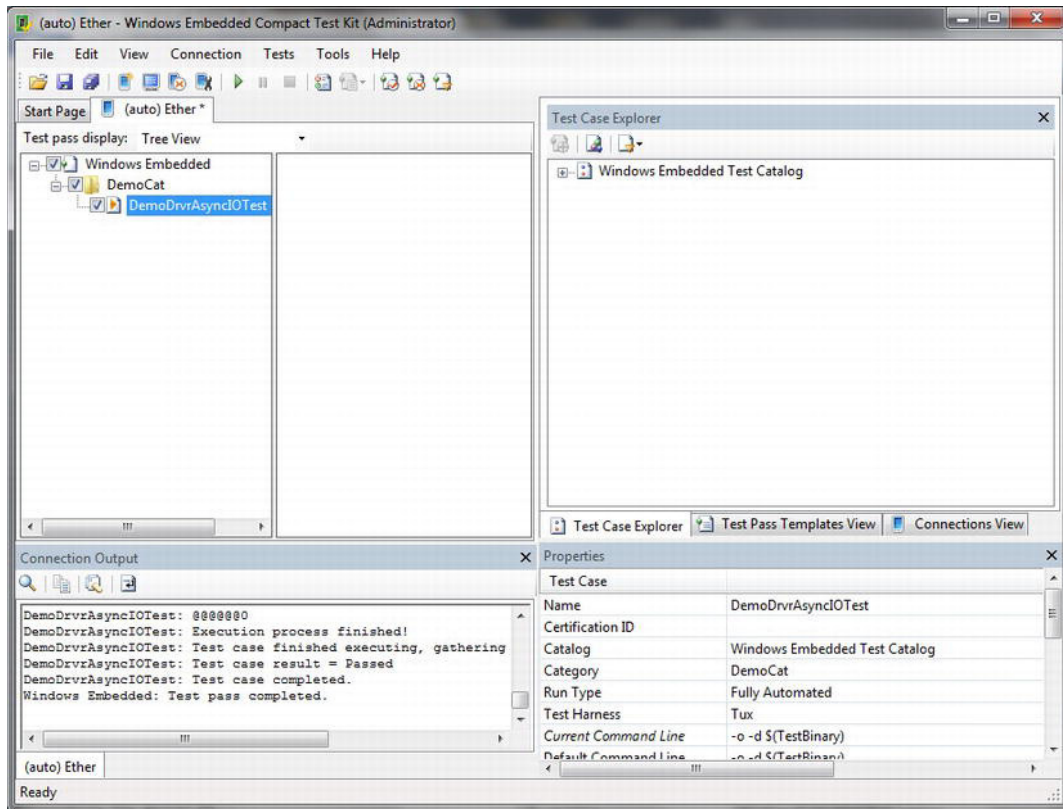 (auto) Ether - Windows Embedded Compact Test Kit (Administrator)
File Edit View Connection Tests Tools Help
Start Page (auto) Ether *
Test pass display: Tree View
Windows Embedded
DemoCat
DemoDrvrAsyncIOTest
Test Case Explorer
Windows Embedded Test Catalog
Test Case Explorer Test Pass Templates View Connections View
Connection Output
DemoDrvrAsyncIOTest: @@@@@@0
DemoDrvrAsyncIOTest: Execution process finished!
DemoDrvrAsyncIOTest: Test case finished executing, gathering
DemoDrvrAsyncIOTest: Test case result = Passed
DemoDrvrAsyncIOTest: Test case completed.
Windows Embedded: Test pass completed.
(auto) Ether
Properties
Test Case
Name DemoDrvrAsyncIOTest
Certification ID
Catalog Windows Embedded Test Catalog
Category DemoCat
Run Type Fully Automated
Test Harness Tux
Current Command Line -o -d $(TestBinary)
Default Command Line -o -d $(TestBinary)
Ready